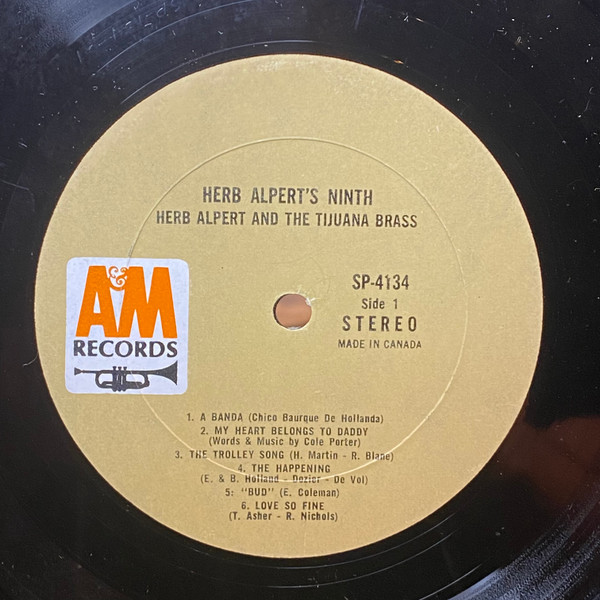 HERB ALPERT'S NINTH
HERB ALPERT AND THE TIJUANA BRASS
A&M
RECORDS
SP-4134
Side 1
STEREO
MADE IN CANADA
1. A BANDA (Chico Baurque De Hollanda)
2. MY HEART BELONGS TO DADDY
(Words & Music by Cole Porter)
3. THE TROLLEY SONG (H. Martin - R. Blane)
4. THE HAPPENING
(E. & B. Holland - Dozier - De Vol)
5: "BUD" (E. Coleman)
6. LOVE SO FINE
(T. Asher - R. Nichols)